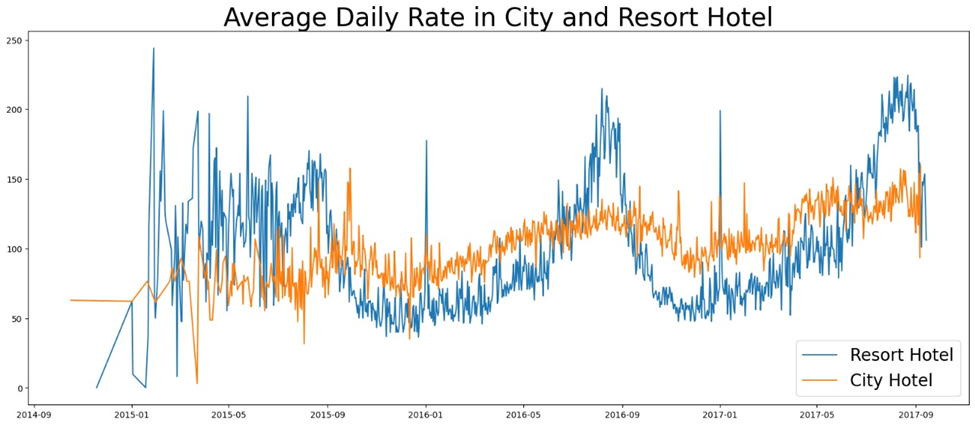 Average Daily Rate in City and Resort Hotel
250
200
150
100
50
0
2014-09 2015-01 2015-05 2015-09 2016-01 2016-05 2016-09 2017-01 2017-05 2017-09
Resort Hotel
City Hotel